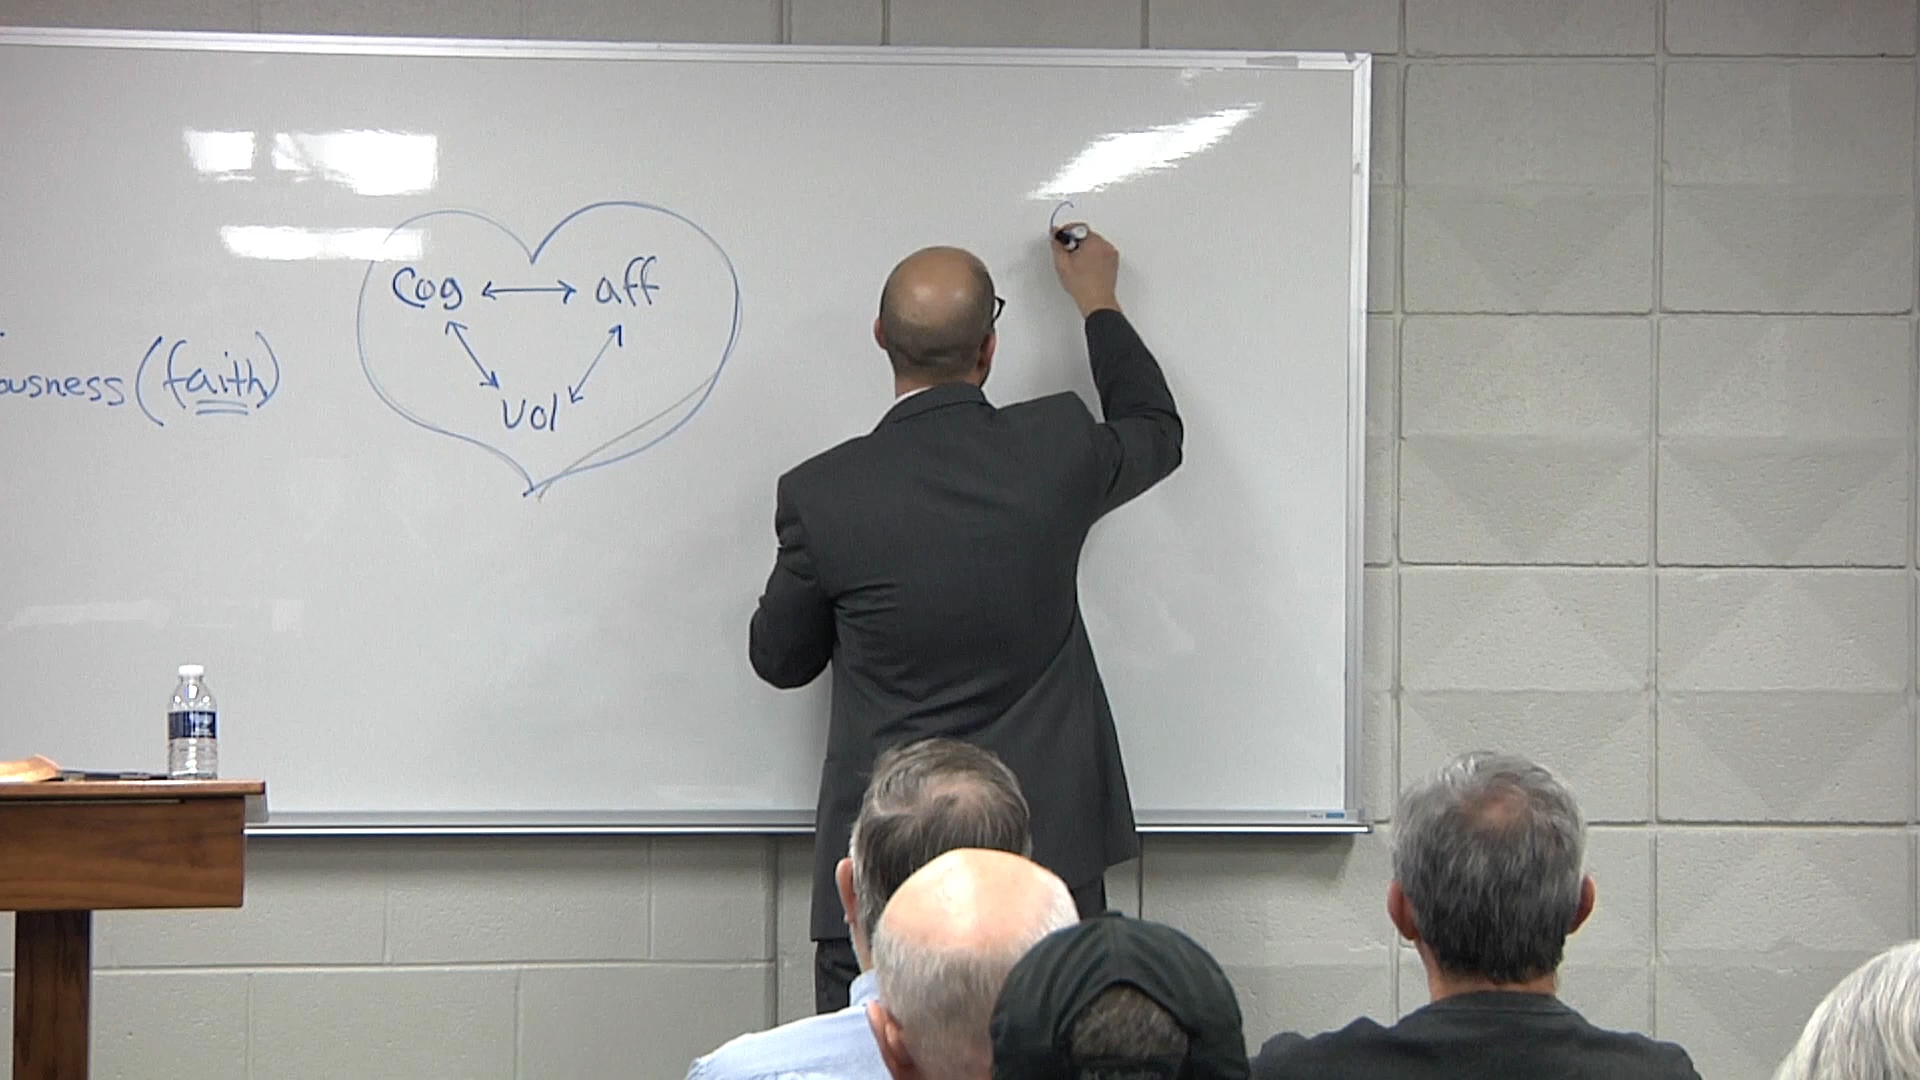 Cog aff
ousness (faith)
Vol